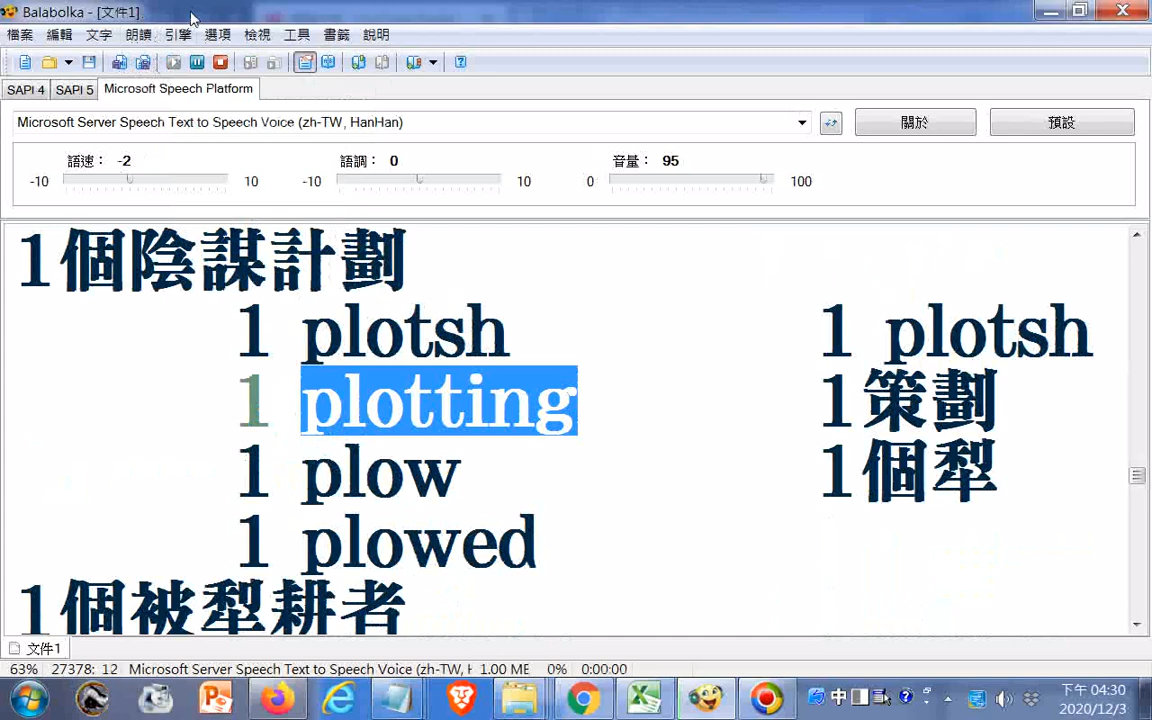 Balabolka - [文件1]
檔案 編輯 文字 朗讀 引擎 選項 檢視 工具 書籤 說明
SAPI 4 SAPI 5 Microsoft Speech Platform
Microsoft Server Speech Text to Speech Voice (zh-TW, HanHan) 關於 預設
語速： -2 語調： 0 音量： 95
-10 10 -10 10 0 100
1個陰謀計劃
1 plotsh 1 plotsh
1 plotting 1策劃
1 plow 1個犁
1 plowed
1個被犁耕者
文件1
63% 27378: 12 Microsoft Server Speech Text to Speech Voice (zh-TW, H 1.00 ME 0% 0:00:00
中 下午 04:30
2020/12/3